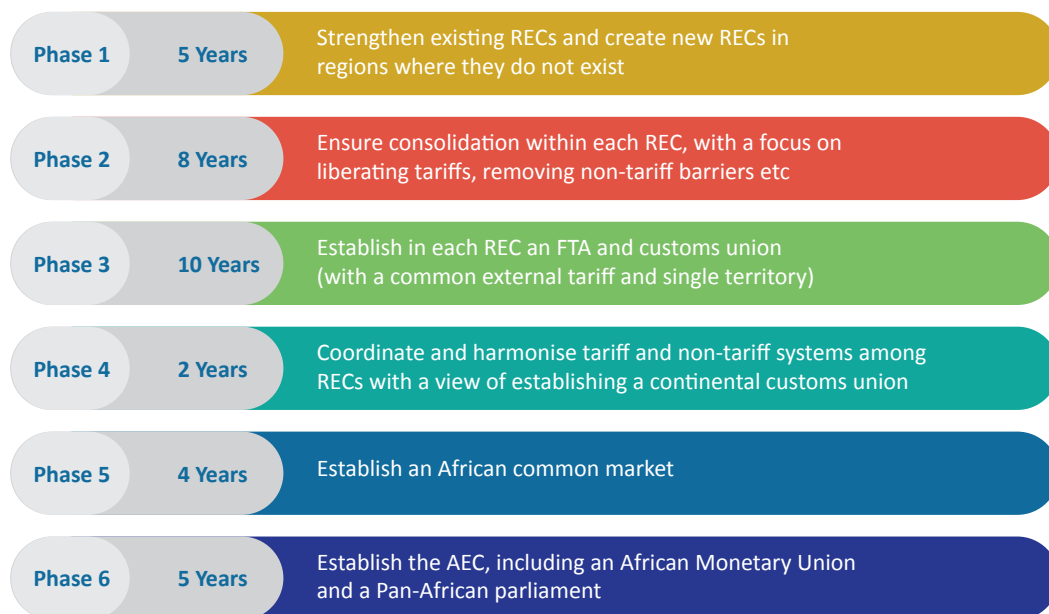 Phase 1
5 Years
Strengthen existing RECs and create new RECs in
regions where they do not exist
Phase 2
8 Years
Ensure consolidation within each REC, with a focus on
liberating tariffs, removing non-tariff barriers etc
Phase 3
10 Years
Establish in each REC an FTA and customs union
(with a common external tariff and single territory)
Phase 4
2 Years
Coordinate and harmonise tariff and non-tariff systems among
RECs with a view of establishing a continental customs union
Phase 5
4 Years
Establish an African common market
Phase 6
5 Years
Establish the AEC, including an African Monetary Union
and a Pan-African parliament